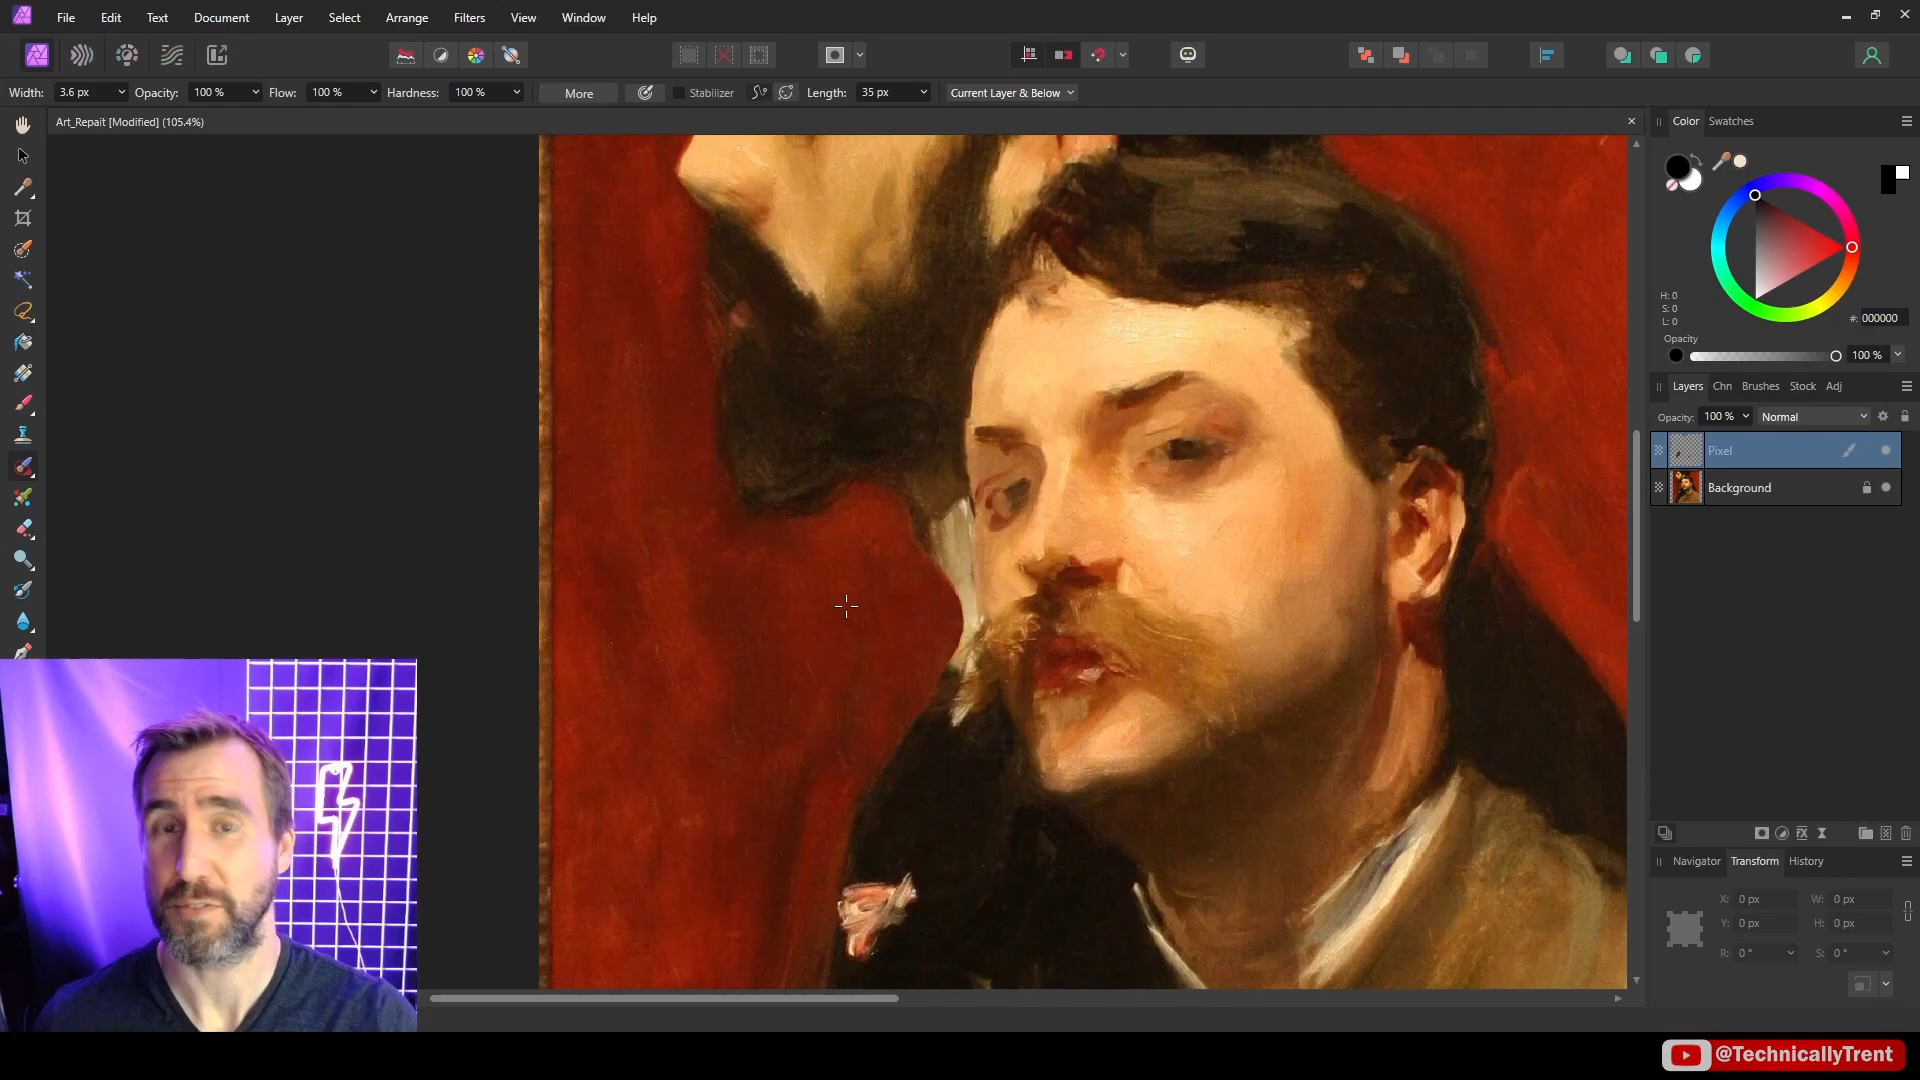 File Edit Text Document Layer Select Arrange Filters View Window Help
Width: 3.6 px Opacity: 100 % Flow: 100 % Hardness: 100 % More Stabilizer Length: 35 px Current Layer & Below
Art_Repait [Modified] (105.4%)
Color Swatches
H: 0
S: 0
L: 0
#: 000000
Opacity
100 %
Layers Chn Brushes Stock Adj
Opacity: 100 % Normal
Pixel
Background
Navigator Transform History
X: 0 px W: 0 px
Y: 0 px H: 0 px
R: 0 ° S: 0 °
@TechnicallyTrent